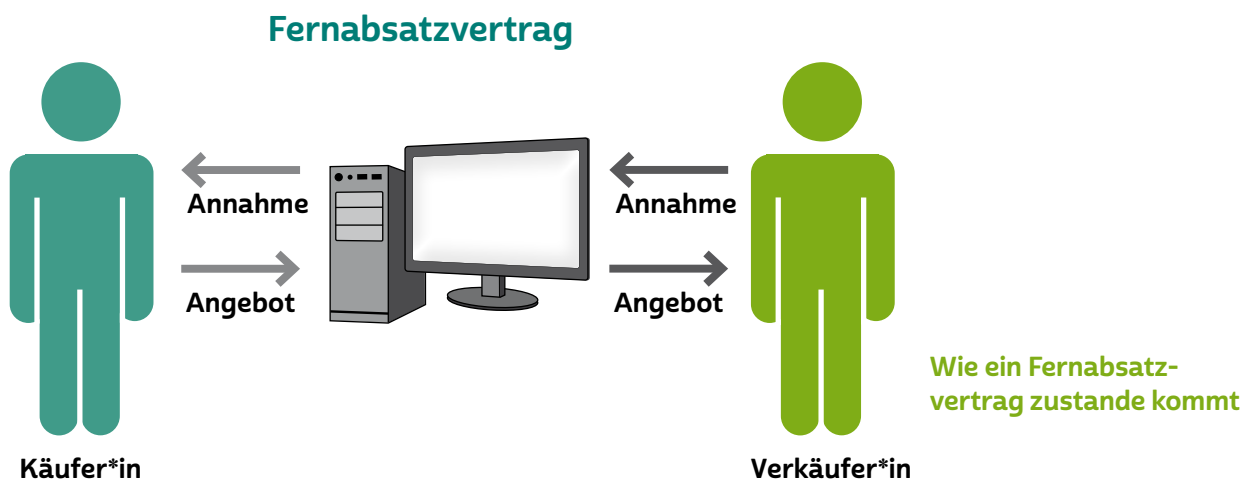 Fernabsatzvertrag
Annahme
Annahme
Angebot
Angebot
Wie ein Fernabsatz-
vertrag zustande kommt
Käufer*in
Verkäufer*in